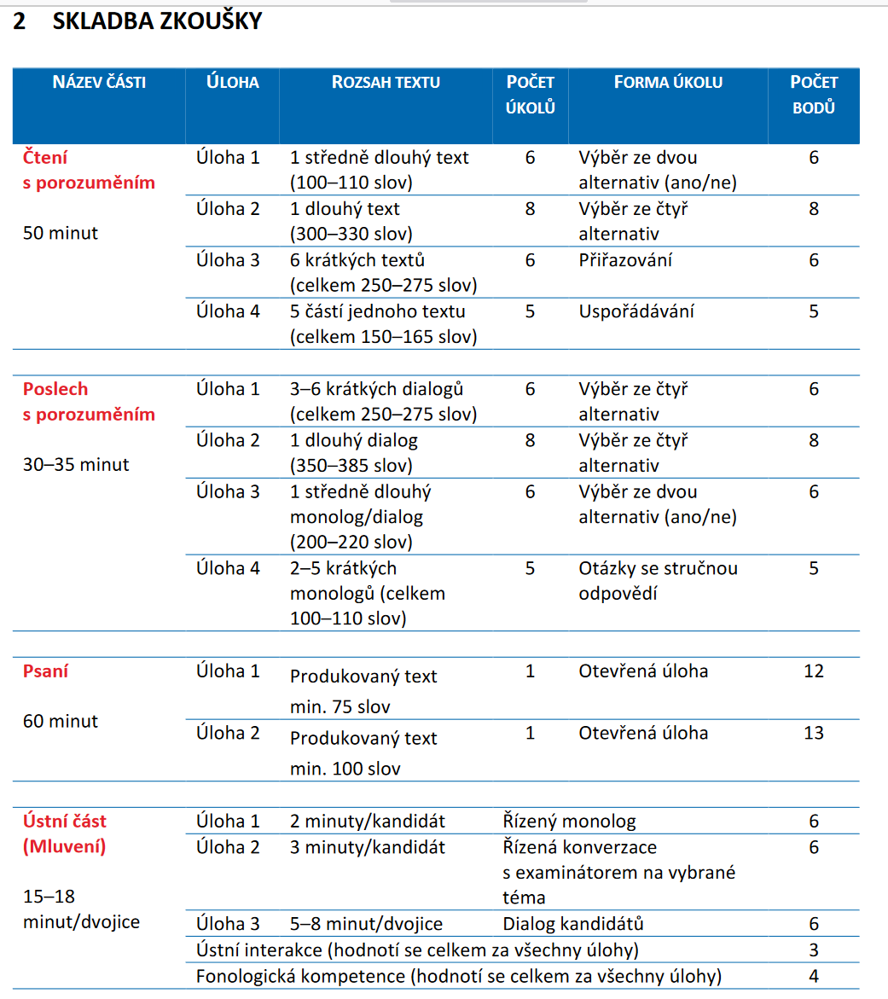 2 SKLADBA ZKOUŠKY
NÁZEV ČÁSTI ÚLOHA ROZSAH TEXTU POČET ÚKOLŮ FORMA ÚKOLU POČET BODŮ
Čtení s porozuměním
50 minut
Úloha 1 1 středně dlouhý text 6 Výběr ze dvou 6
(100–110 slov) alternativ (ano/ne)
Úloha 2 1 dlouhý text 8 Výběr ze čtyř 8
(300–330 slov) alternativ
Úloha 3 6 krátkých textů 6 Přiřazování 6
(celkem 250–275 slov)
Úloha 4 5 částí jednoho textu 5 Uspořádávání 5
(celkem 150–165 slov)
Poslech s porozuměním
30–35 minut
Úloha 1 3–6 krátkých dialogů 6 Výběr ze čtyř 6
(celkem 250–275 slov) alternativ
Úloha 2 1 dlouhý dialog 8 Výběr ze čtyř 8
(350–385 slov) alternativ
Úloha 3 1 středně dlouhý 6 Výběr ze dvou 6
monolog/dialog alternativ (ano/ne)
(200–220 slov)
Úloha 4 2–5 krátkých 5 Otázky se stručnou 5
monologů (celkem odpovědí
100–110 slov)
Psaní
60 minut
Úloha 1 Produkovaný text 1 Otevřená úloha 12
min. 75 slov
Úloha 2 Produkovaný text 1 Otevřená úloha 13
min. 100 slov
Ústní část
(Mluvení)
15–18
minut/dvojice
Úloha 1 2 minuty/kandidát Řízený monolog 6
Úloha 2 3 minuty/kandidát Řízená konverzace 6
s examinátorem na vybrané
téma
Úloha 3 5–8 minut/dvojice Dialog kandidátů 6
Ústní interakce (hodnotí se celkem za všechny úlohy) 3
Fonologická kompetence (hodnotí se celkem za všechny úlohy) 4